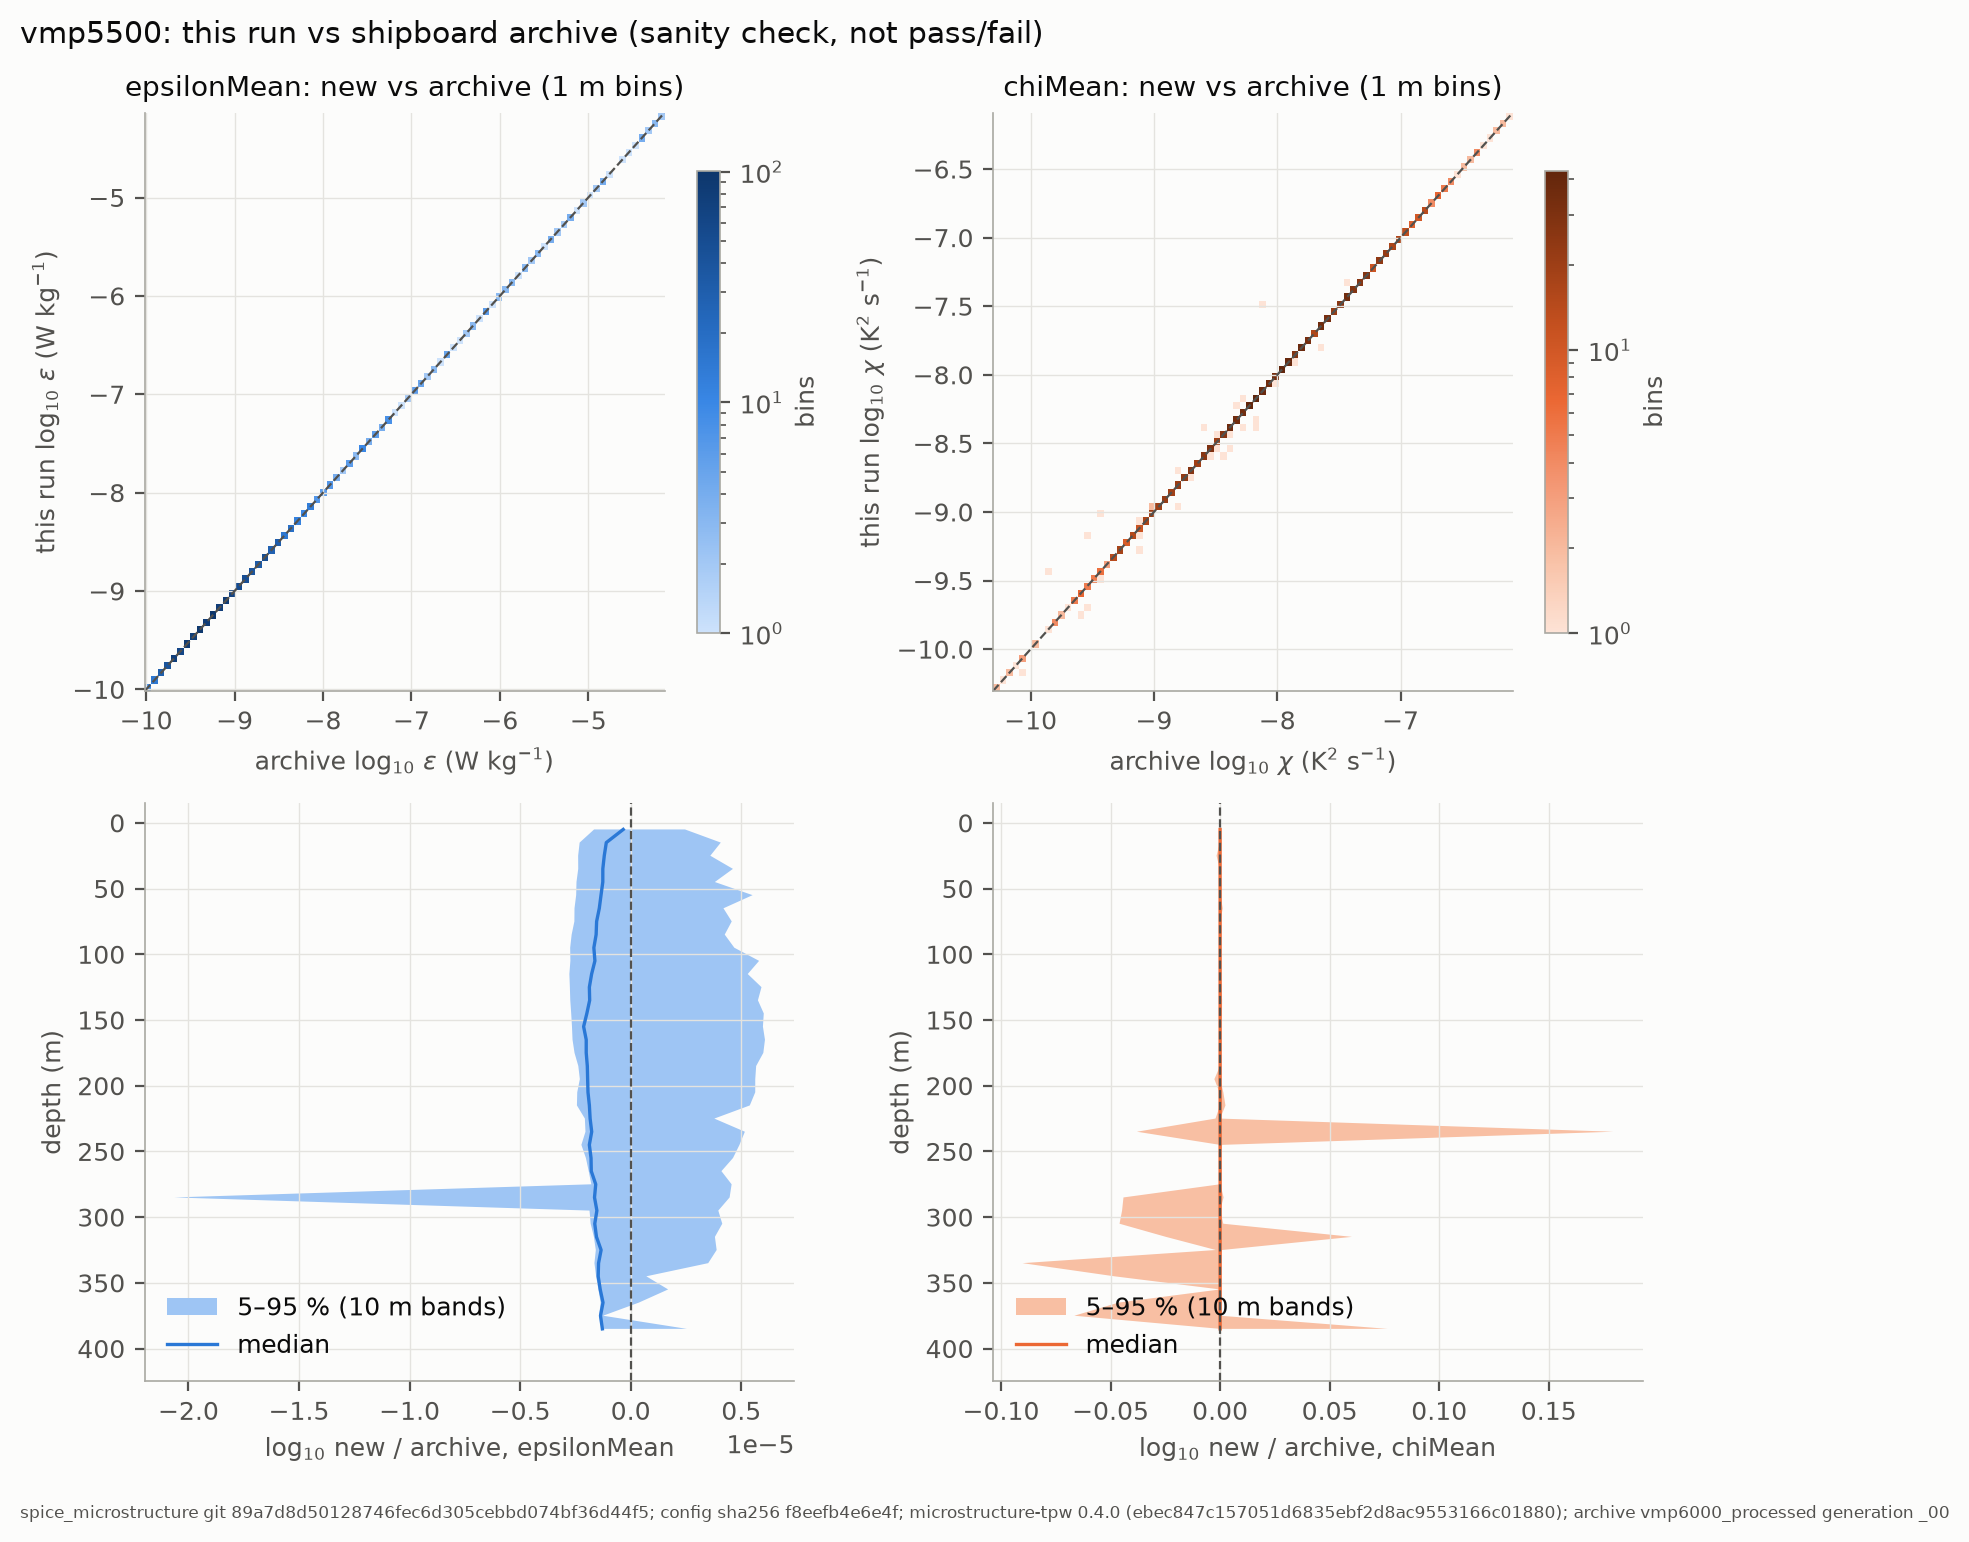 vmp5500: this run vs shipboard archive (sanity check, not pass/fail)
epsilonMean: new vs archive (1 m bins)
this run log₁₀ ε (W kg⁻¹)
−5
−6
−7
−8
−9
−10
−10 −9 −8 −7 −6 −5
archive log₁₀ ε (W kg⁻¹)
10²
10¹
10⁰
bins
chiMean: new vs archive (1 m bins)
this run log₁₀ χ (K² s⁻¹)
−6.5
−7.0
−7.5
−8.0
−8.5
−9.0
−9.5
−10.0
−10 −9 −8 −7
archive log₁₀ χ (K² s⁻¹)
10¹
10⁰
bins
depth (m)
0
50
100
150
200
250
300
350
400
5–95 % (10 m bands)
median
−2.0 −1.5 −1.0 −0.5 0.0 0.5
1e−5
log₁₀ new / archive, epsilonMean
depth (m)
0
50
100
150
200
250
300
350
400
5–95 % (10 m bands)
median
−0.10 −0.05 0.00 0.05 0.10 0.15
log₁₀ new / archive, chiMean
spice_microstructure git 89a7d8d50128746fec6d305cebbd074bf36d44f5; config sha256 f8eefb4e6e4f; microstructure-tpw 0.4.0 (ebec847c157051d6835ebf2d8ac9553166c01880); archive vmp6000_processed generation _00